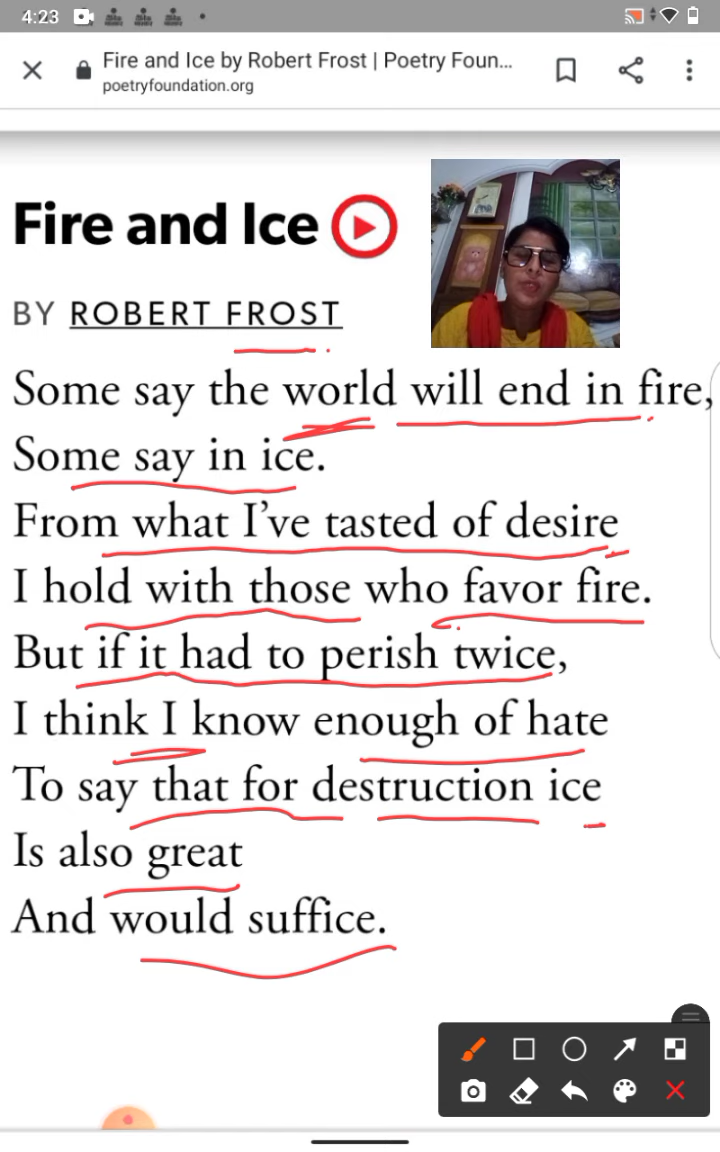 4:23
Fire and Ice by Robert Frost | Poetry Foun...
poetryfoundation.org
Fire and Ice
BY ROBERT FROST
Some say the world will end in fire,
Some say in ice.
From what I’ve tasted of desire
I hold with those who favor fire.
But if it had to perish twice,
I think I know enough of hate
To say that for destruction ice
Is also great
And would suffice.